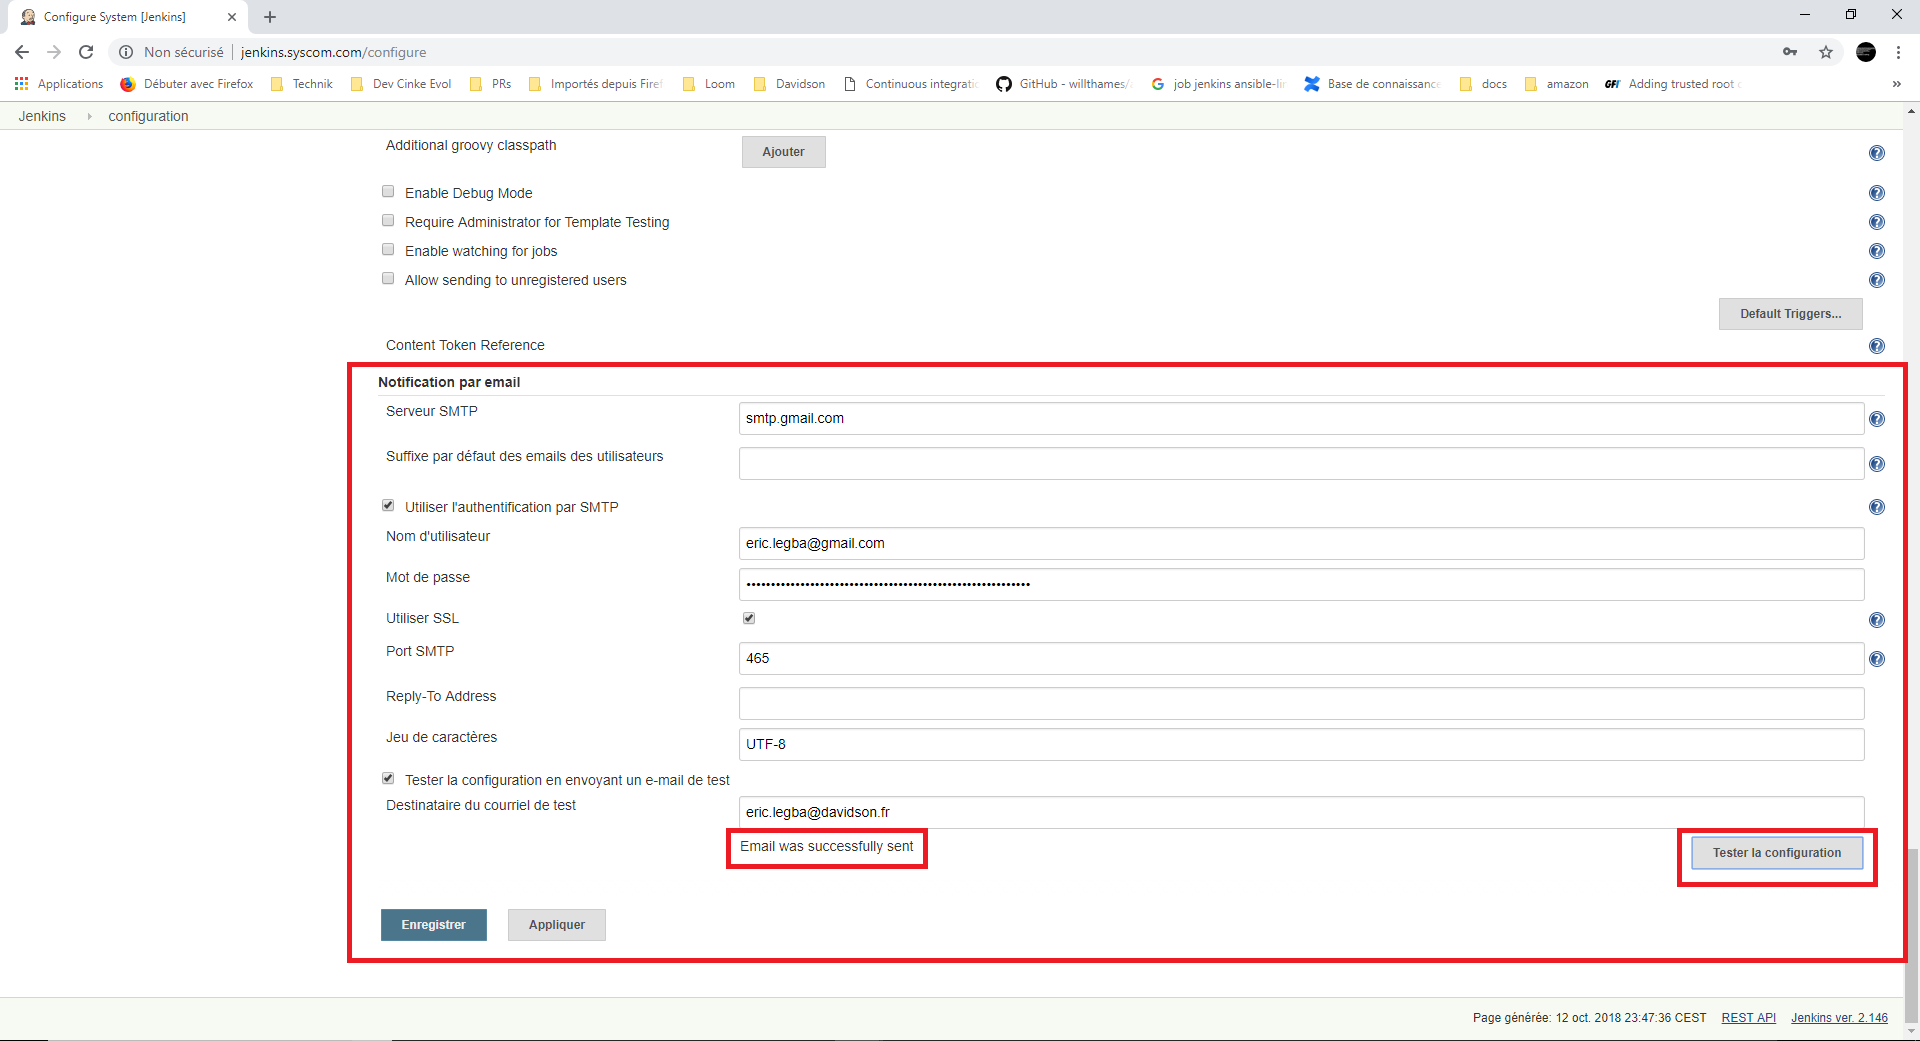 Configure System [Jenkins]
Non sécurisé
jenkins.syscom.com/configure
Applications
Débuter avec Firefox
Technik
Dev Cinke Evol
PRs
Importés depuis Firef
Loom
Davidson
Continuous integratic
GitHub - willthames/
job jenkins ansible-lin
Base de connaissance
docs
amazon
GFI
Adding trusted root
Jenkins
configuration
Additional groovy classpath
Ajouter
Enable Debug Mode
Require Administrator for Template Testing
Enable watching for jobs
Allow sending to unregistered users
Default Triggers...
Content Token Reference
Notification par email
Serveur SMTP
smtp.gmail.com
Suffixe par défaut des emails des utilisateurs
Utiliser l'authentification par SMTP
Nom d'utilisateur
eric.legba@gmail.com
Mot de passe
Utiliser SSL
Port SMTP
465
Reply-To Address
Jeu de caractères
UTF-8
Tester la configuration en envoyant un e-mail de test
Destinataire du courriel de test
eric.legba@davidson.fr
Email was successfully sent
Tester la configuration
Enregistrer
Appliquer
Page générée: 12 oct. 2018 23:47:36 CEST
REST API
Jenkins ver. 2.146